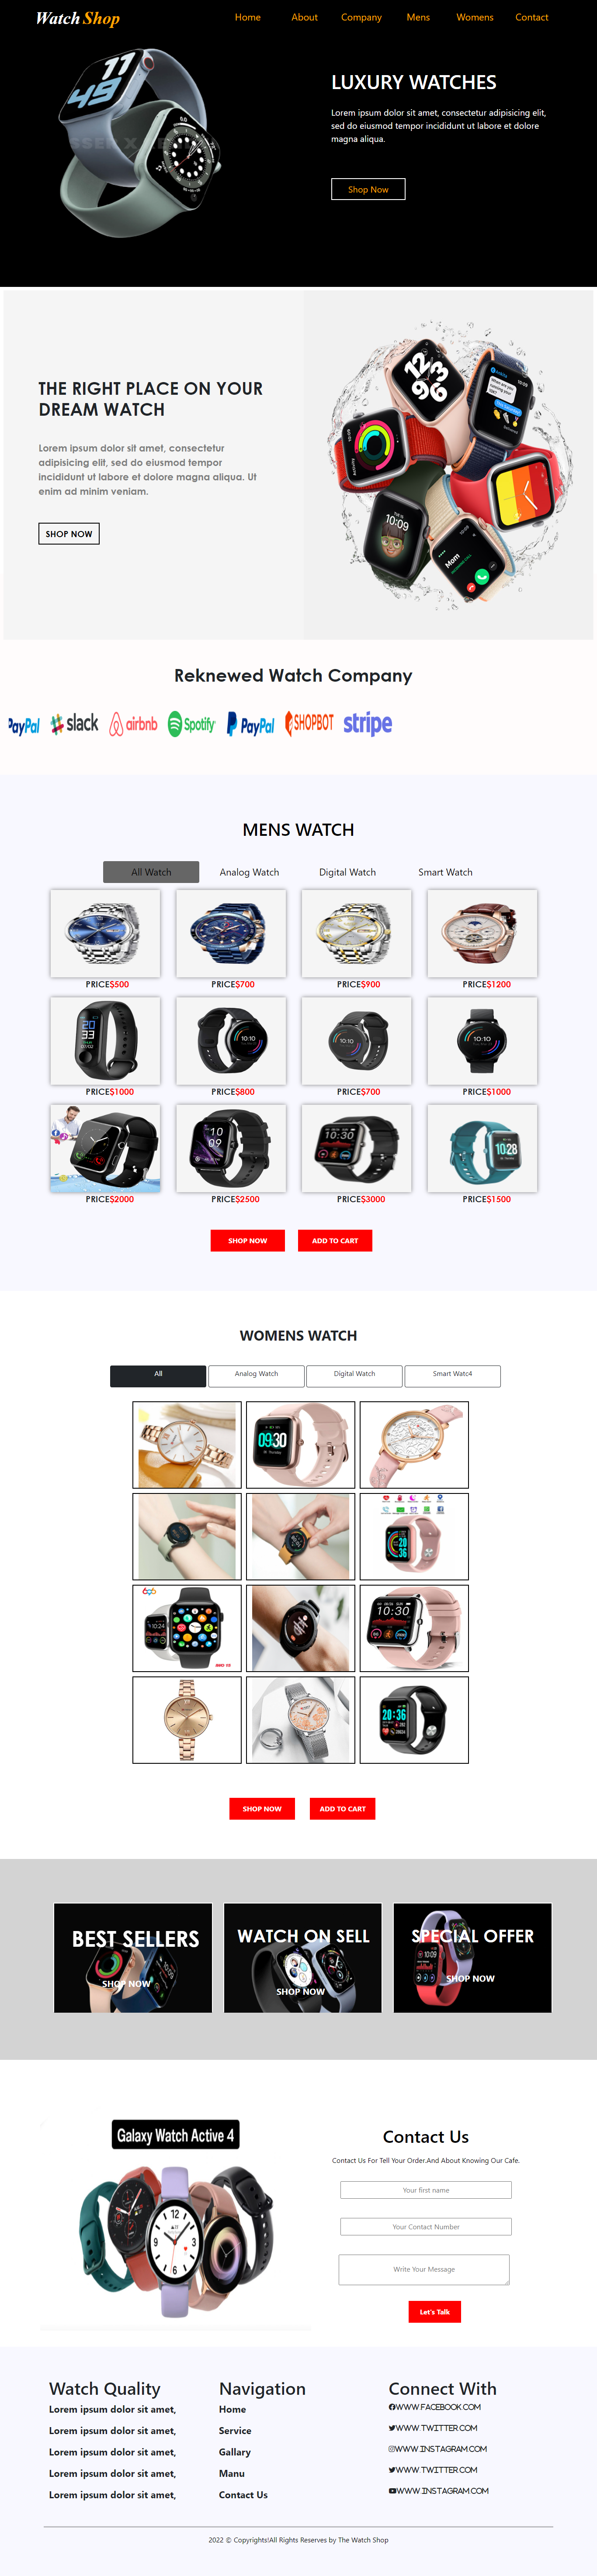 Watch Shop
Home About Company Mens Womens Contact
LUXURY WATCHES
Lorem ipsum dolor sit amet, consectetur adipisicing elit,
sed do eiusmod tempor incididunt ut labore et dolore
magna aliqua.
Shop Now
THE RIGHT PLACE ON YOUR
DREAM WATCH
Lorem ipsum dolor sit amet, consectetur
adipisicing elit, sed do eiusmod tempor
incididunt ut labore et dolore magna aliqua. Ut
enim ad minim veniam.
SHOP NOW
Reknewed Watch Company
PayPal slack airbnb Spotify PayPal SHOPBOT stripe
MENS WATCH
All Watch Analog Watch Digital Watch Smart Watch
PRICE$500 PRICE$700 PRICE$900 PRICE$1200
PRICE$1000 PRICE$800 PRICE$700 PRICE$1000
PRICE$2000 PRICE$2500 PRICE$3000 PRICE$1500
SHOP NOW ADD TO CART
WOMENS WATCH
All Analog Watch Digital Watch Smart Watc4
SHOP NOW ADD TO CART
BEST SELLERS
SHOP NOW
WATCH ON SELL
SHOP NOW
SPECIAL OFFER
SHOP NOW
Galaxy Watch Active 4
Contact Us
Contact Us For Tell Your Order.And About Knowing Our Cafe.
Your first name
Your Contact Number
Write Your Message
Let's Talk
Watch Quality
Lorem ipsum dolor sit amet,
Lorem ipsum dolor sit amet,
Lorem ipsum dolor sit amet,
Lorem ipsum dolor sit amet,
Lorem ipsum dolor sit amet,
Navigation
Home
Service
Gallary
Manu
Contact Us
Connect With
WWW.FACEBOOK.COM
WWW.TWITTER.COM
WWW.INSTAGRAM.COM
WWW.TWITTER.COM
WWW.INSTAGRAM.COM
2022 © Copyrights!All Rights Reserves by The Watch Shop